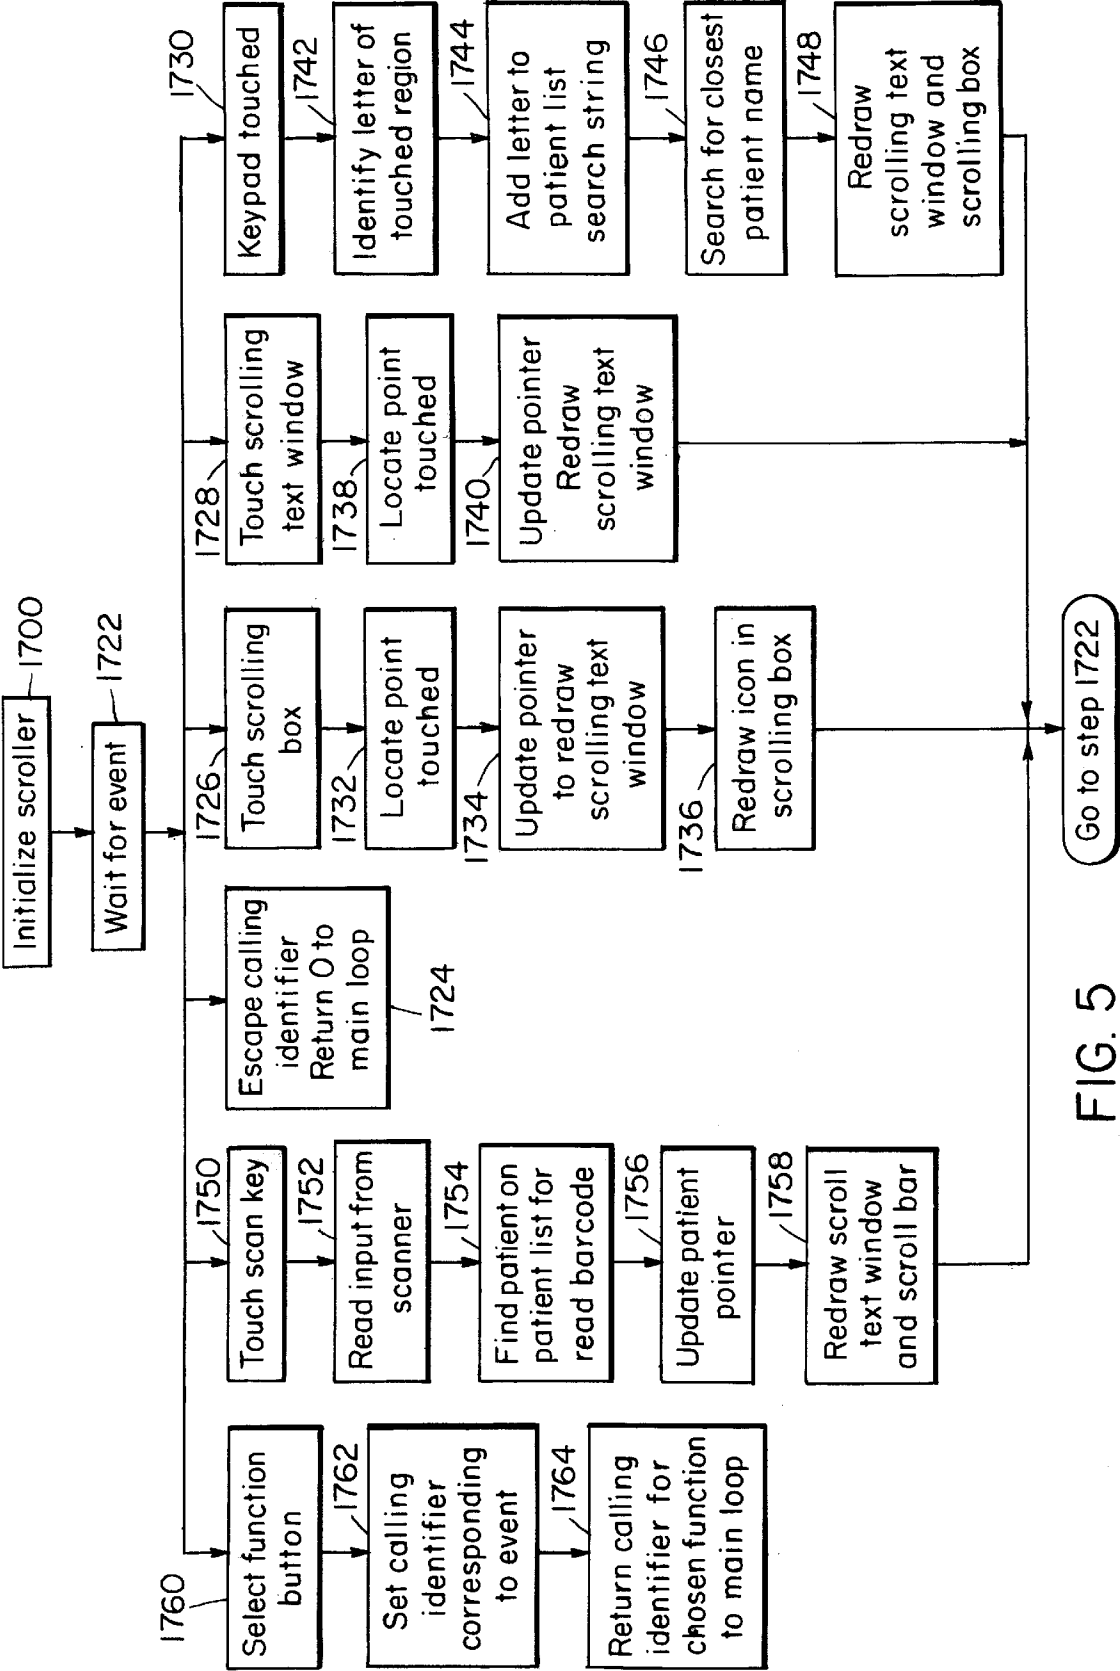 Initialize scroller
1700
Wait for event
1722
1760
Select function
button
1762
Set calling
identifier
corresponding
to event
1764
Return calling
identifier for
chosen function
to main loop
1750
Touch scan key
1752
Read input from
scanner
1754
Find patient on
patient list for
read barcode
1756
Update patient
pointer
1758
Redraw scroll
text window
and scroll bar
Escape calling
identifier
Return 0 to
main loop
1724
1726
Touch scrolling
box
1732
Locate point
touched
1734
Update pointer
to redraw
scrolling text
window
1736
Redraw icon in
scrolling box
1728
Touch scrolling
text window
1738
Locate point
touched
1740
Update pointer
Redraw
scrolling text
window
1730
Keypad touched
1742
Identify letter of
touched region
1744
Add letter to
patient list
search string
1746
Search for closest
patient name
1748
Redraw
scrolling text
window and
scrolling box
Go to step 1722
FIG. 5